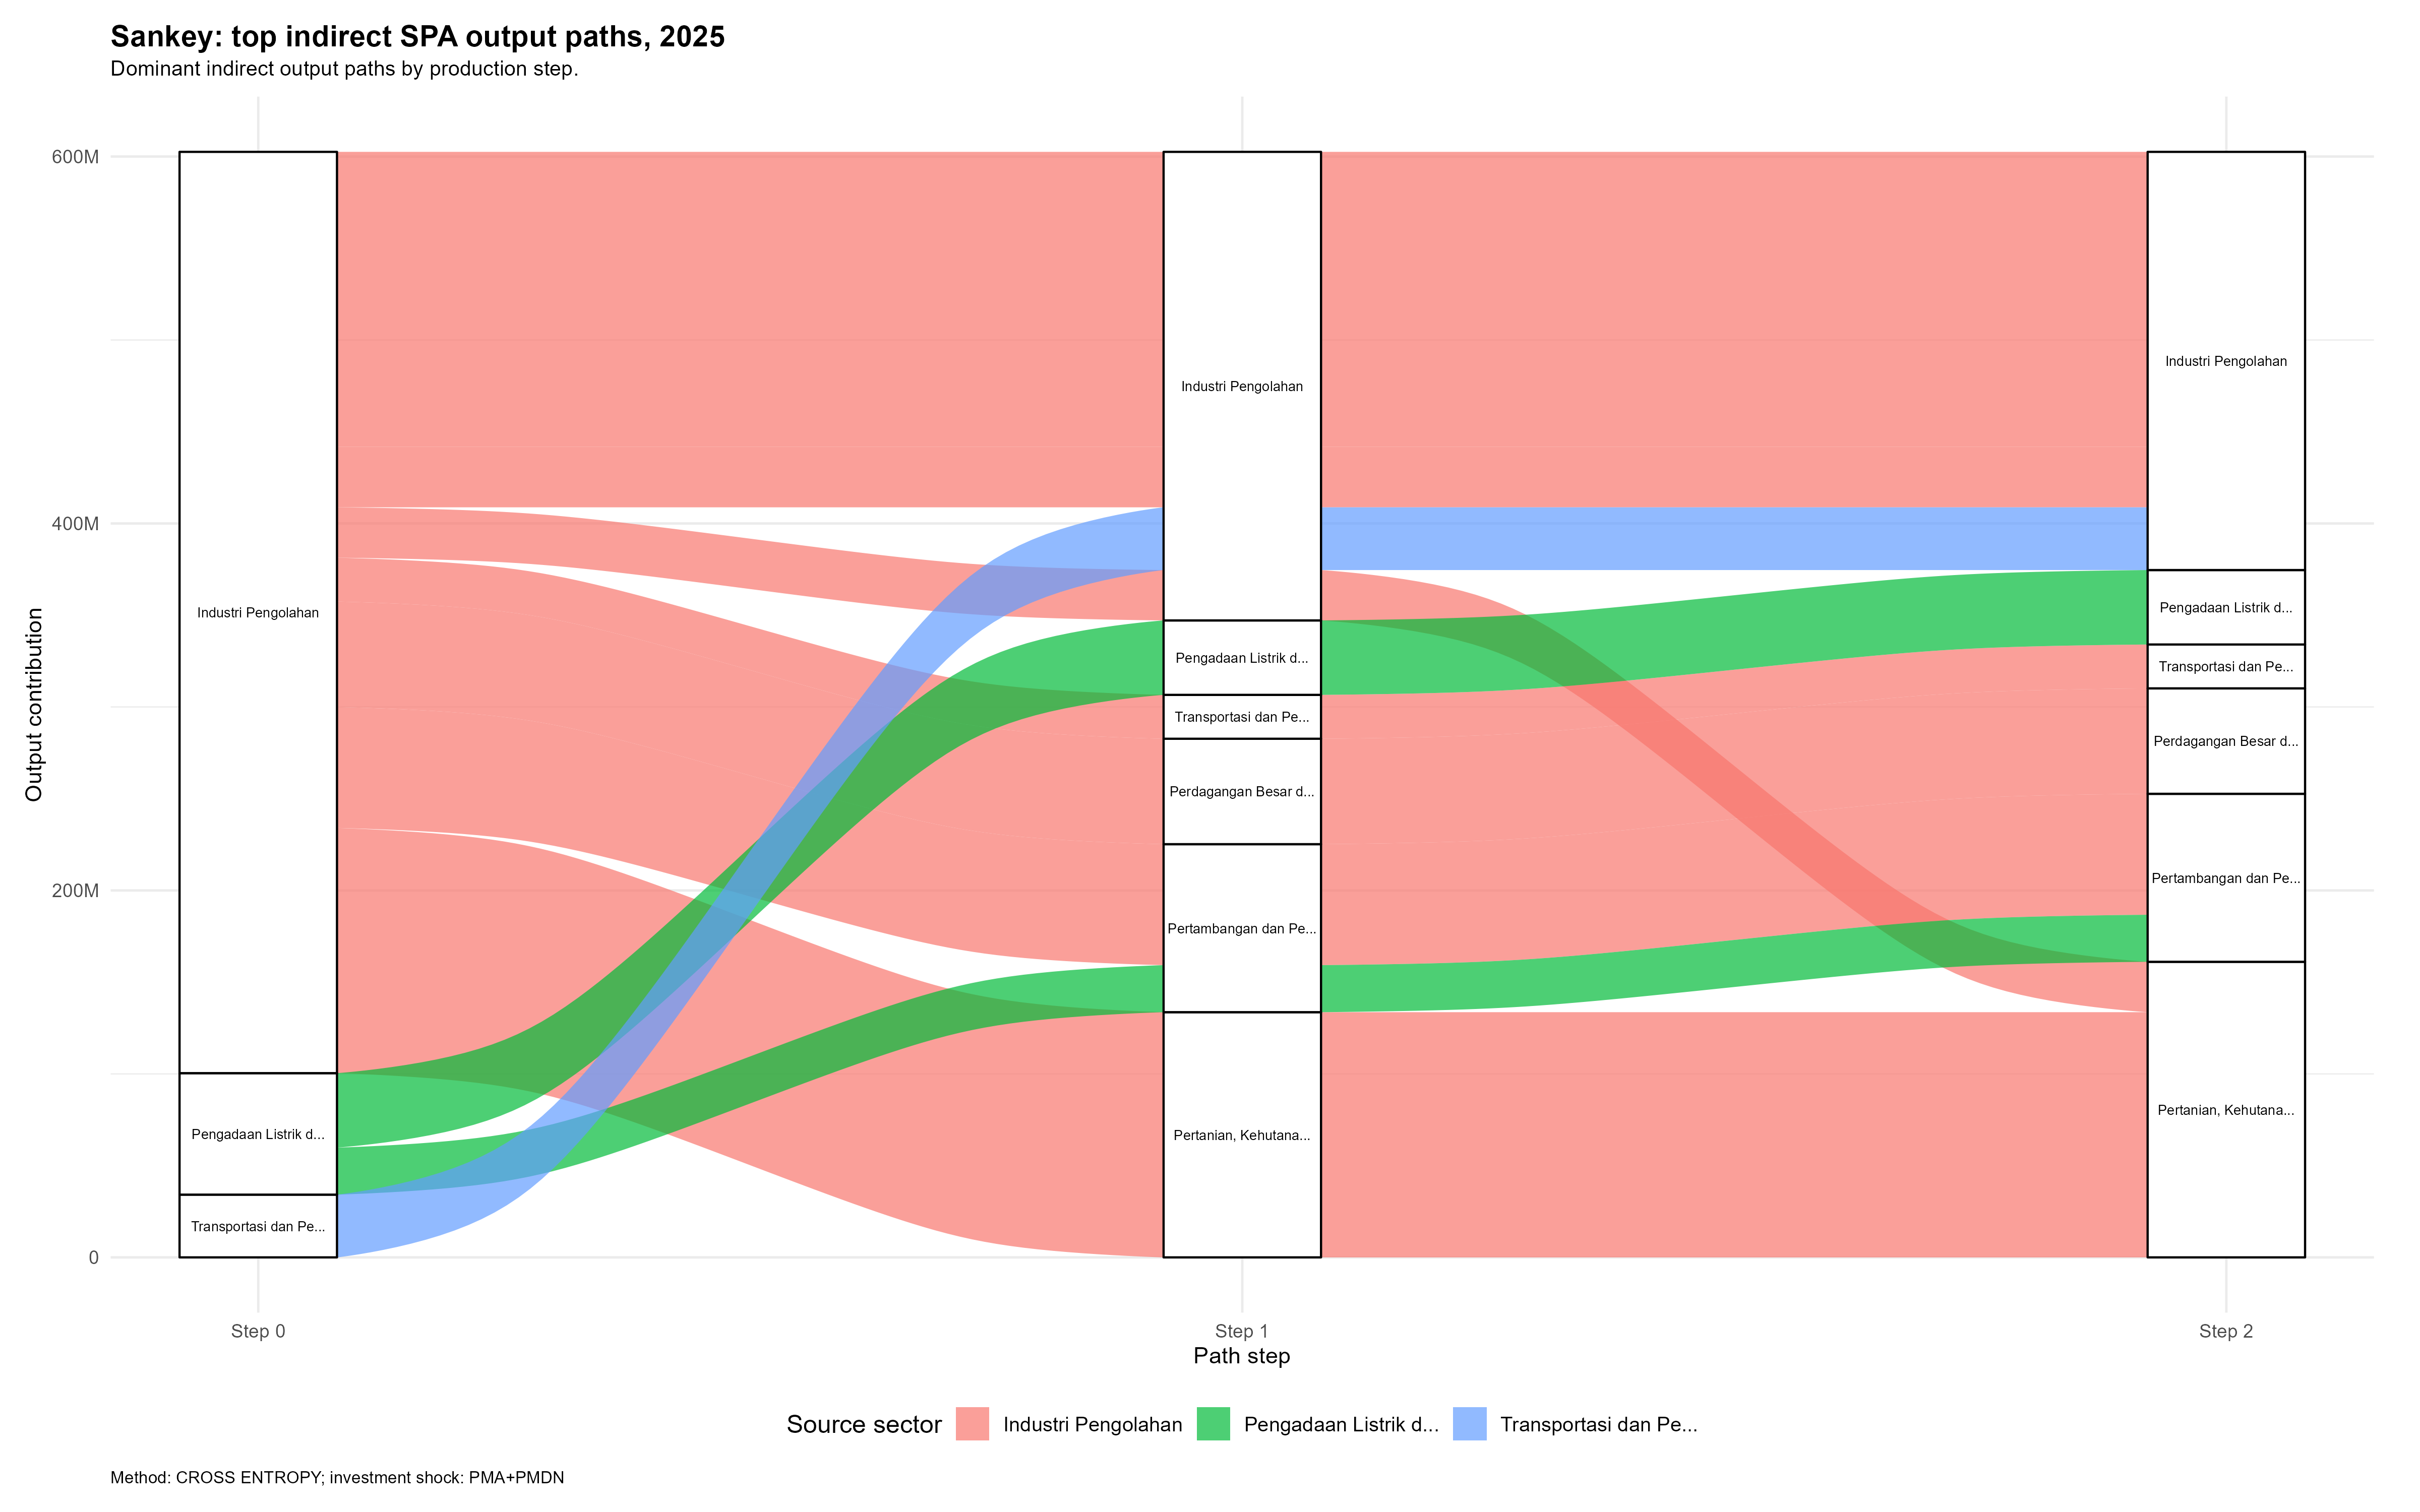 Sankey: top indirect SPA output paths, 2025
Dominant indirect output paths by production step.
Output contribution
600M
400M
200M
0
Industri Pengolahan
Pengadaan Listrik d...
Transportasi dan Pe...
Industri Pengolahan
Pengadaan Listrik d...
Transportasi dan Pe...
Perdagangan Besar d...
Pertambangan dan Pe...
Pertanian, Kehutana...
Industri Pengolahan
Pengadaan Listrik d...
Transportasi dan Pe...
Perdagangan Besar d...
Pertambangan dan Pe...
Pertanian, Kehutana...
Step 0 Step 1 Step 2
Path step
Source sector Industri Pengolahan Pengadaan Listrik d... Transportasi dan Pe...
Method: CROSS ENTROPY; investment shock: PMA+PMDN